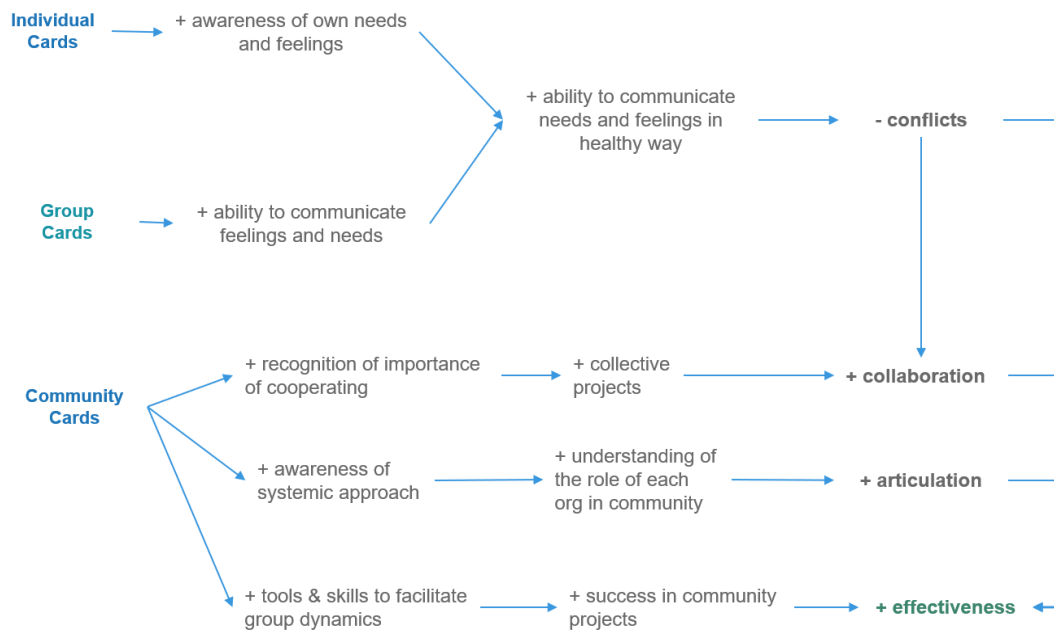 Individual
Cards
+ awareness of own needs
and feelings
+ ability to communicate
needs and feelings in
healthy way
- conflicts
Group
Cards
+ ability to communicate
feelings and needs
Community
Cards
+ recognition of importance
of cooperating
+ collective
projects
+ collaboration
+ awareness of
systemic approach
+ understanding of
the role of each
org in community
+ articulation
+ tools & skills to facilitate
group dynamics
+ success in community
projects
+ effectiveness